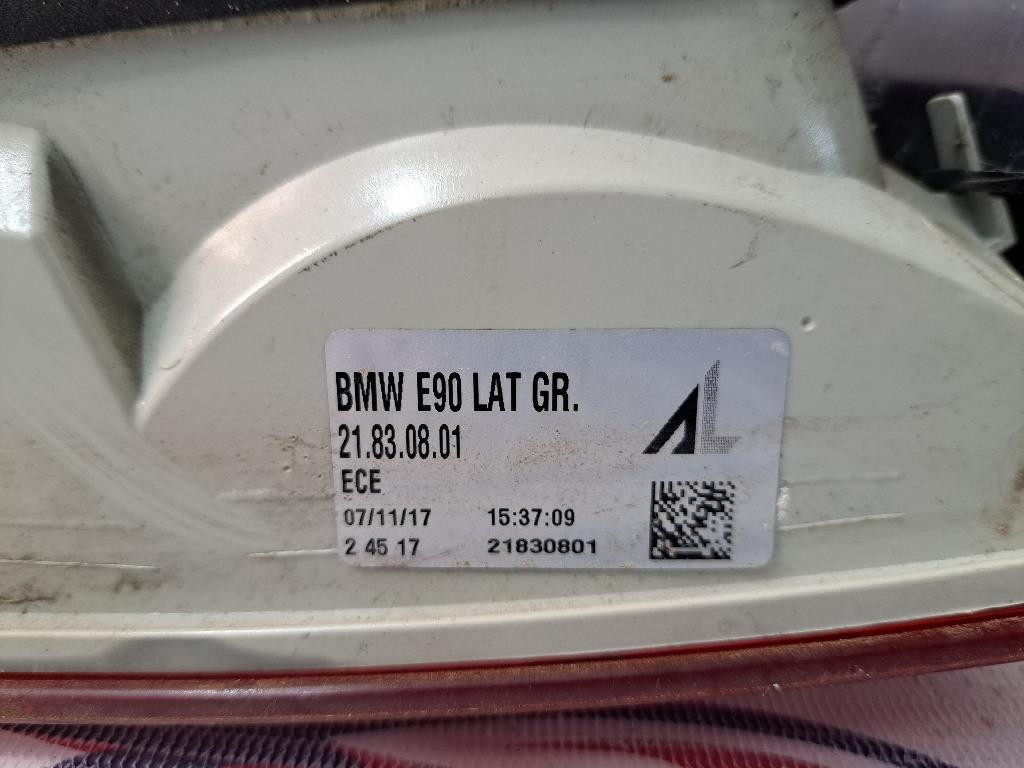 BMW E90 LAT GR.
21.83.08.01
AL
ECE
07/11/17 15:37:09
2 45 17 21830801